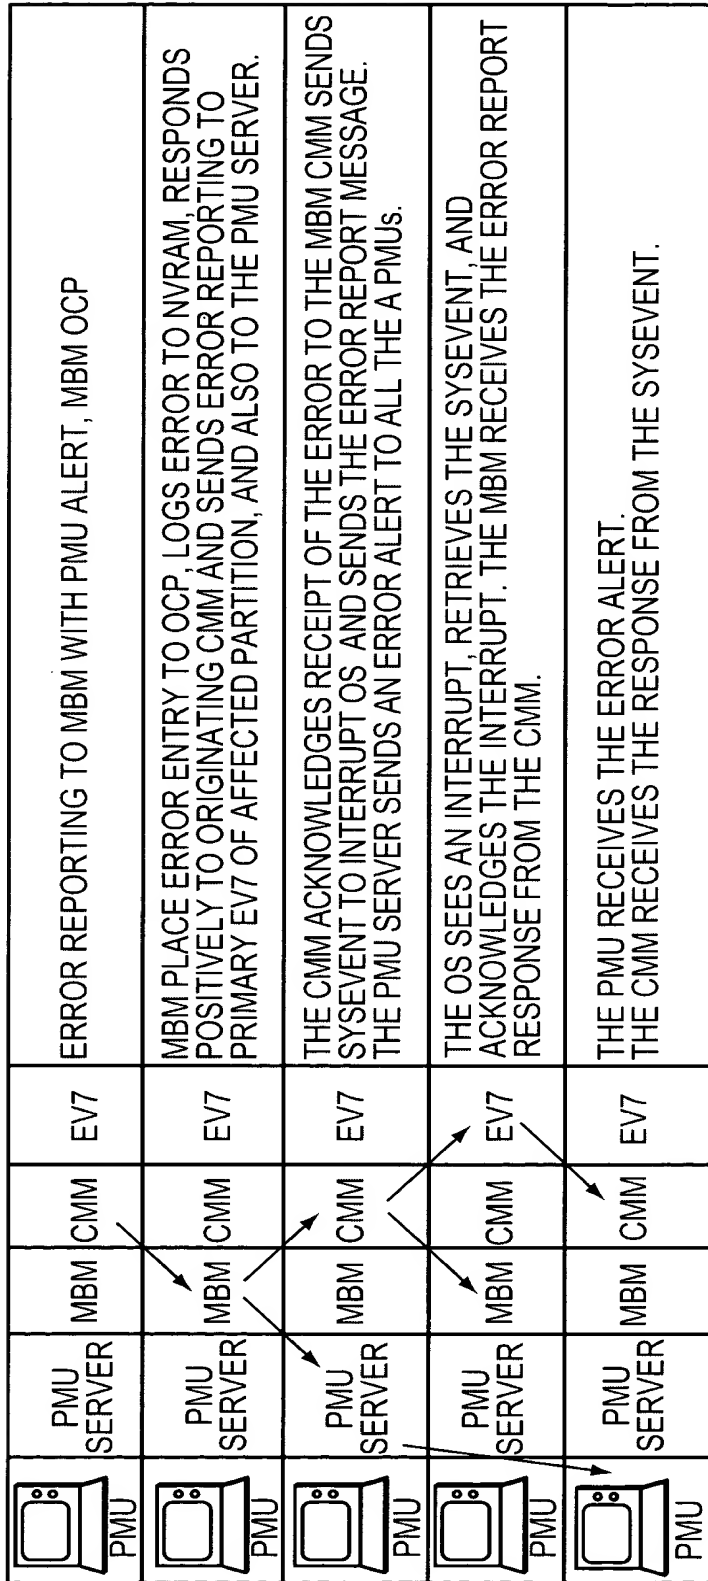 PMU
PMU SERVER
MBM
CMM
EV7
ERROR REPORTING TO MBM WITH PMU ALERT, MBM OCP
PMU
PMU SERVER
MBM
CMM
EV7
MBM PLACE ERROR ENTRY TO OCP, LOGS ERROR TO NVRAM, RESPONDS
POSITIVELY TO ORIGINATING CMM AND SENDS ERROR REPORTING TO
PRIMARY EV7 OF AFFECTED PARTITION, AND ALSO TO THE PMU SERVER.
PMU
PMU SERVER
MBM
CMM
EV7
THE CMM ACKNOWLEDGES RECEIPT OF THE ERROR TO THE MBM CMM SENDS
SYSEVENT TO INTERRUPT OS AND SENDS THE ERROR REPORT MESSAGE.
THE PMU SERVER SENDS AN ERROR ALERT TO ALL THE A PMUs.
PMU
PMU SERVER
MBM
CMM
EV7
THE OS SEES AN INTERRUPT, RETRIEVES THE SYSEVENT, AND
ACKNOWLEDGES THE INTERRUPT. THE MBM RECEIVES THE ERROR REPORT
RESPONSE FROM THE CMM.
PMU
PMU SERVER
MBM
CMM
EV7
THE PMU RECEIVES THE ERROR ALERT.
THE CMM RECEIVES THE RESPONSE FROM THE SYSEVENT.